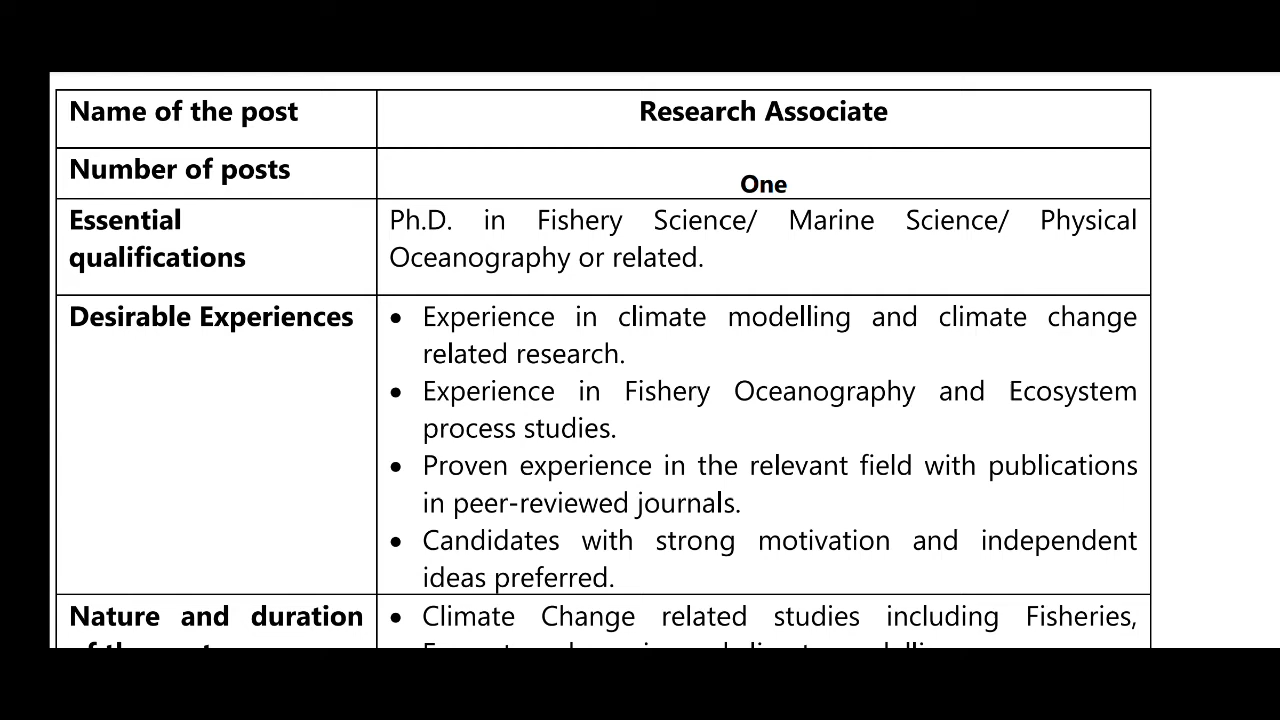 Name of the post
Research Associate
Number of posts
One
Essential
qualifications
Ph.D. in Fishery Science/ Marine Science/ Physical
Oceanography or related.
Desirable Experiences
• Experience in climate modelling and climate change
related research.
• Experience in Fishery Oceanography and Ecosystem
process studies.
• Proven experience in the relevant field with publications
in peer-reviewed journals.
• Candidates with strong motivation and independent
ideas preferred.
Nature and duration
• Climate Change related studies including Fisheries,